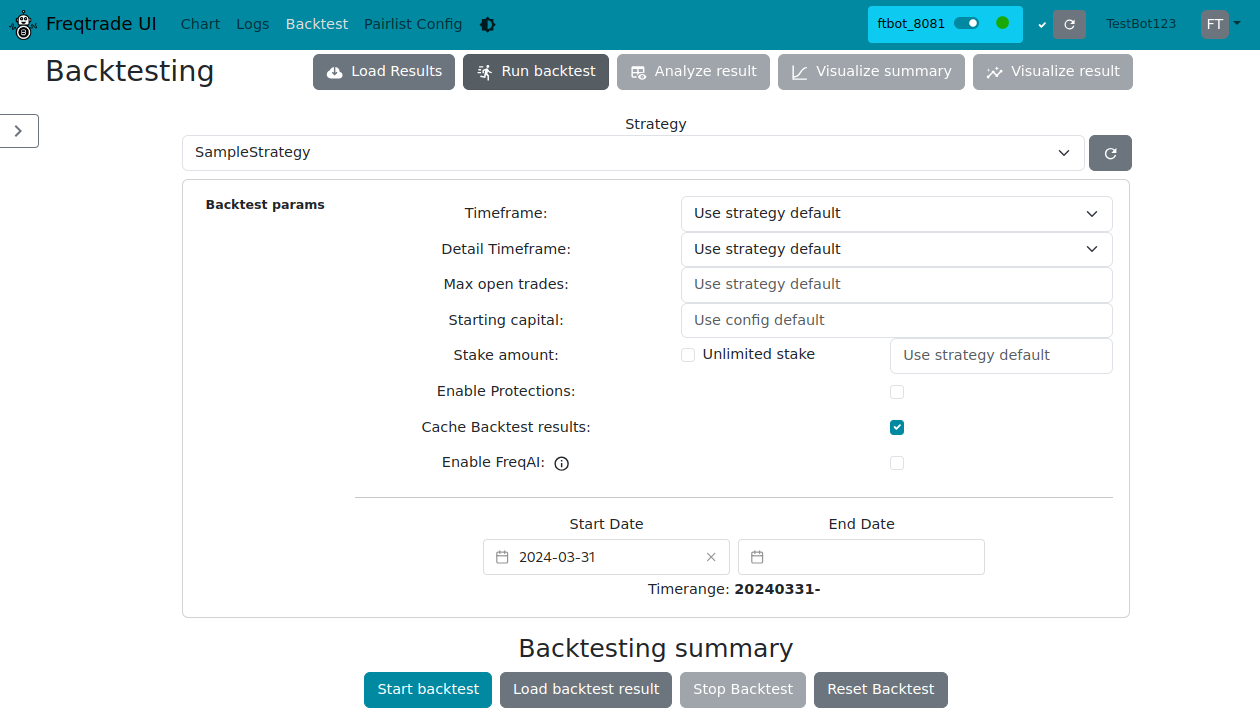 Freqtrade UI Chart Logs Backtest Pairlist Config ftbot_8081 TestBot123 FT
Backtesting Load Results Run backtest Analyze result Visualize summary Visualize result
Strategy
SampleStrategy
Backtest params
Timeframe: Use strategy default
Detail Timeframe: Use strategy default
Max open trades: Use strategy default
Starting capital: Use config default
Stake amount: Unlimited stake Use strategy default
Enable Protections:
Cache Backtest results:
Enable FreqAI:
Start Date End Date
2024-03-31
Timerange: 20240331-
Backtesting summary
Start backtest Load backtest result Stop Backtest Reset Backtest